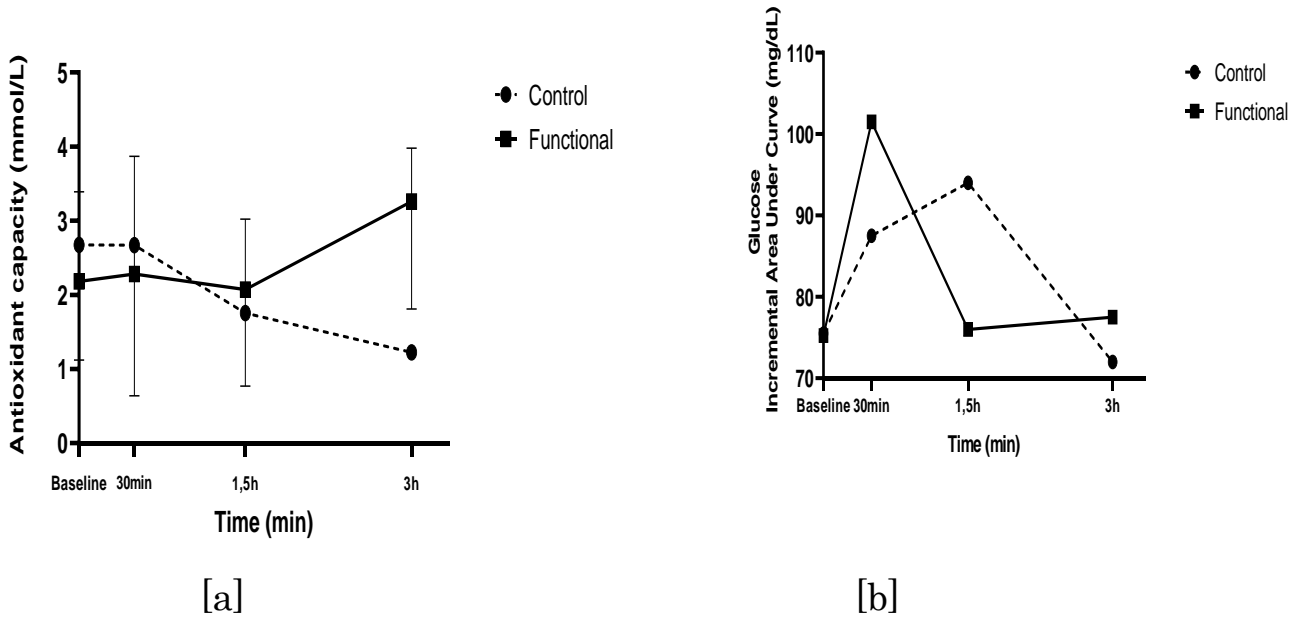 Antioxidant capacity (mmol/L)
5
4
3
2
1
0
Baseline 30min 1,5h 3h
Time (min)
Control
Functional
[a]
Glucose
Incremental Area Under Curve (mg/dL)
110
100
90
80
70
Baseline 30min 1,5h 3h
Time (min)
Control
Functional
[b]